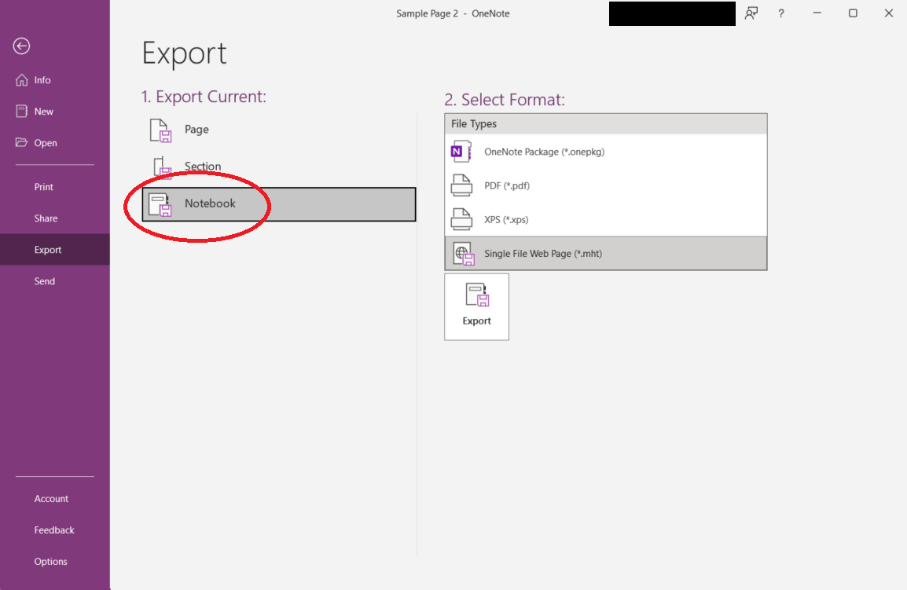 Sample Page 2 - OneNote
?
Info
New
Open
Print
Share
Export
Send
Account
Feedback
Options
Export
1. Export Current:
Page
Section
Notebook
2. Select Format:
File Types
N
OneNote Package (*.onepkg)
PDF (*.pdf)
XPS (*.xps)
Single File Web Page (*.mht)
Export